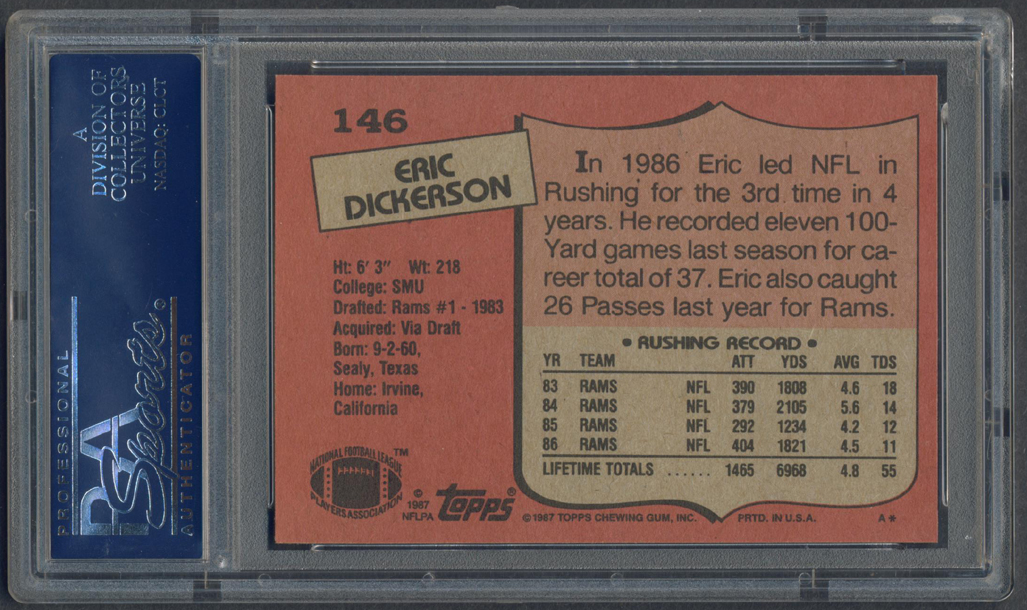 A
DIVISION OF
COLLECTORS
UNIVERSE
NASDAQ: CLCT
PROFESSIONAL
PSA
Sports
®
AUTHENTICATOR
146
ERIC
DICKERSON
Ht: 6' 3" Wt: 218
College: SMU
Drafted: Rams #1 - 1983
Acquired: Via Draft
Born: 9-2-60,
Sealy, Texas
Home: Irvine,
California
NATIONAL FOOTBALL LEAGUE
PLAYERS ASSOCIATION
™
©
1987
NFLPA
topps®
In 1986 Eric led NFL in
Rushing for the 3rd time in 4
years. He recorded eleven 100-
Yard games last season for ca-
reer total of 37. Eric also caught
26 Passes last year for Rams.
• RUSHING RECORD •
YR TEAM ATT YDS AVG TDS
83 RAMS NFL 390 1808 4.6 18
84 RAMS NFL 379 2105 5.6 14
85 RAMS NFL 292 1234 4.2 12
86 RAMS NFL 404 1821 4.5 11
LIFETIME TOTALS ...... 1465 6968 4.8 55
© 1987 TOPPS CHEWING GUM, INC. PRTD. IN U.S.A. A*